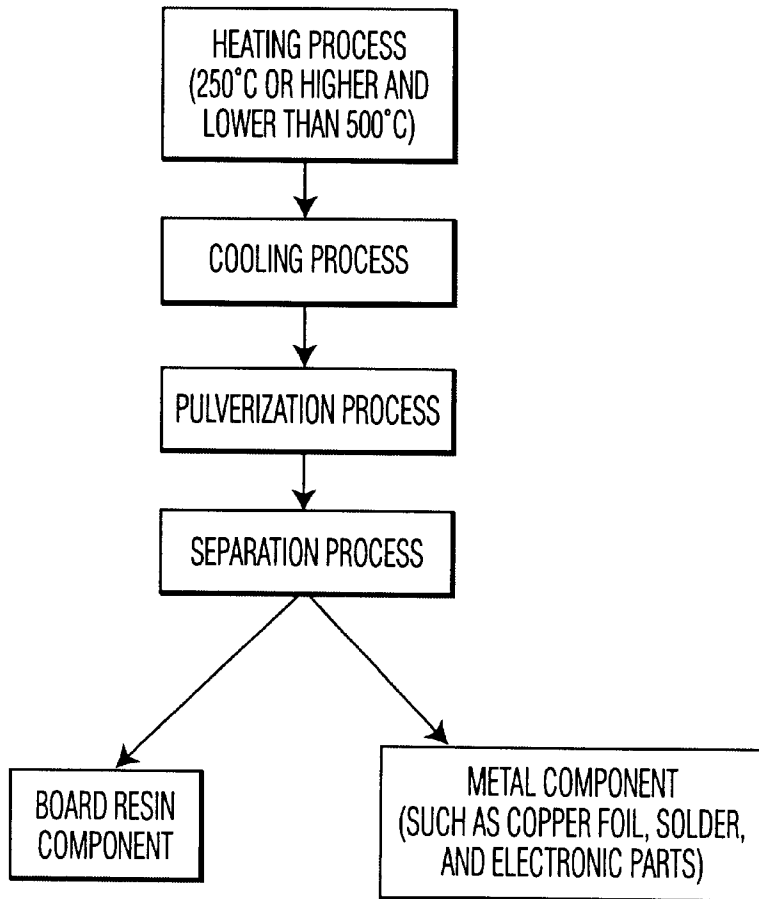 HEATING PROCESS
(250°C OR HIGHER AND
LOWER THAN 500°C)
COOLING PROCESS
PULVERIZATION PROCESS
SEPARATION PROCESS
BOARD RESIN
COMPONENT
METAL COMPONENT
(SUCH AS COPPER FOIL, SOLDER,
AND ELECTRONIC PARTS)